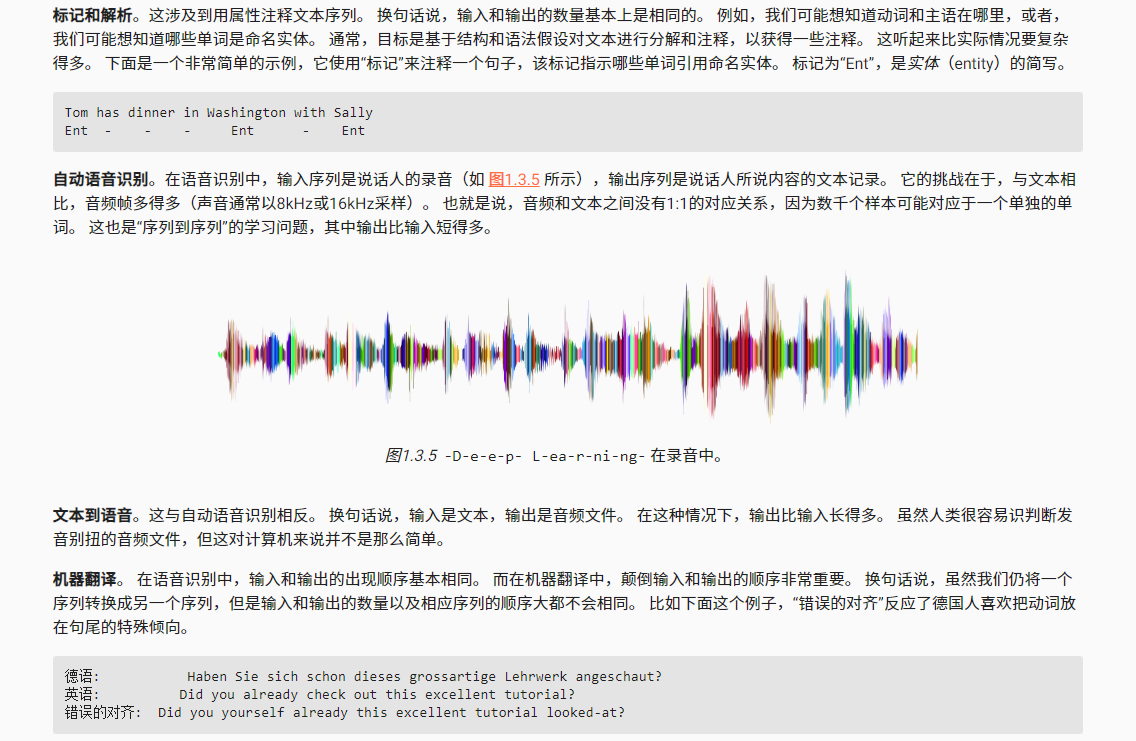 标记和解析。这涉及到用属性注释文本序列。 换句话说，输入和输出的数量基本上是相同的。 例如，我们可能想知道动词和主语在哪里，或者，
我们可能想知道哪些单词是命名实体。 通常，目标是基于结构和语法假设对文本进行分解和注释，以获得一些注释。 这听起来比实际情况要复杂
得多。 下面是一个非常简单的示例，它使用“标记”来注释一个句子，该标记指示哪些单词引用命名实体。 标记为“Ent”，是实体（entity）的简写。
Tom has dinner in Washington with Sally
Ent  -    -    -     Ent      -    Ent
自动语音识别。在语音识别中，输入序列是说话人的录音（如 图1.3.5 所示），输出序列是说话人所说内容的文本记录。 它的挑战在于，与文本相
比，音频帧多得多（声音通常以8kHz或16kHz采样）。 也就是说，音频和文本之间没有1:1的对应关系，因为数千个样本可能对应于一个单独的单
词。 这也是“序列到序列”的学习问题，其中输出比输入短得多。
图1.3.5 -D-e-e-p- L-ea-r-ni-ng- 在录音中。
文本到语音。这与自动语音识别相反。 换句话说，输入是文本，输出是音频文件。 在这种情况下，输出比输入长得多。 虽然人类很容易识判断发
音别扭的音频文件，但这对计算机来说并不是那么简单。
机器翻译。 在语音识别中，输入和输出的出现顺序基本相同。 而在机器翻译中，颠倒输入和输出的顺序非常重要。 换句话说，虽然我们仍将一个
序列转换成另一个序列，但是输入和输出的数量以及相应序列的顺序大都不会相同。 比如下面这个例子，“错误的对齐”反应了德国人喜欢把动词放
在句尾的特殊倾向。
德语:           Haben Sie sich schon dieses grossartige Lehrwerk angeschaut?
英语:          Did you already check out this excellent tutorial?
错误的对齐:  Did you yourself already this excellent tutorial looked-at?